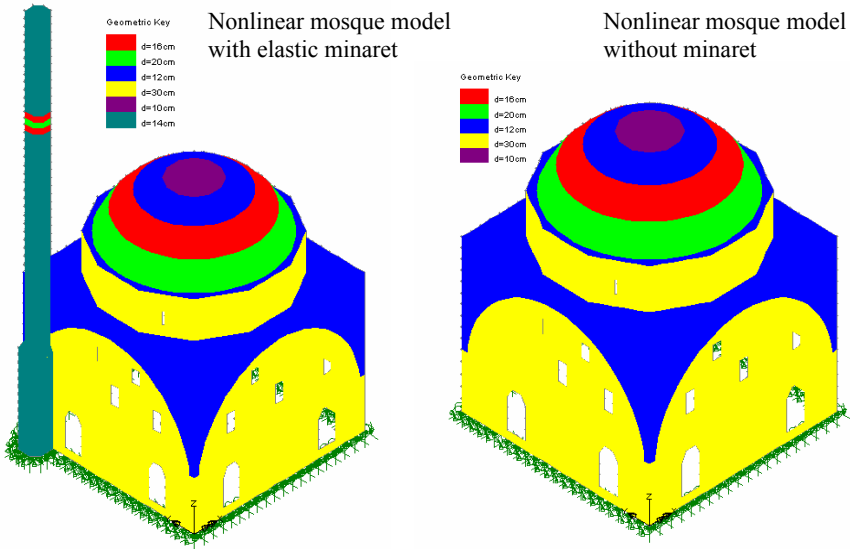 Nonlinear mosque model
with elastic minaret
Geometric Key
d=16cm
d=20cm
d=12cm
d=30cm
d=10cm
d=14cm
Z
Nonlinear mosque model
without minaret
Geometric Key
d=16cm
d=20cm
d=12cm
d=30cm
d=10cm
Z